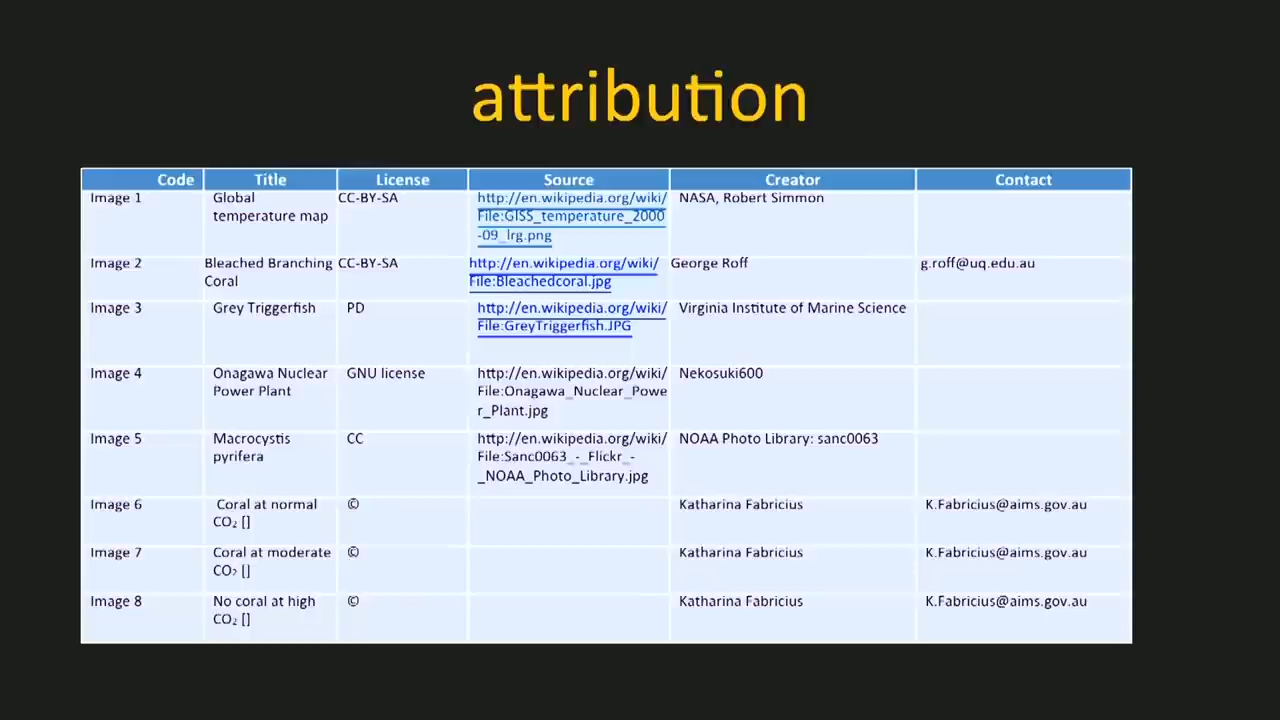 attribution
Code Title License Source Creator Contact
Image 1 Global CC-BY-SA http://en.wikipedia.org/wiki/ NASA, Robert Simmon
temperature map File:GISS_temperature_2000
-09_lrg.png
Image 2 Bleached Branching CC-BY-SA http://en.wikipedia.org/wiki/ George Roff g.roff@uq.edu.au
Coral File:Bleachedcoral.jpg
Image 3 Grey Triggerfish PD http://en.wikipedia.org/wiki/ Virginia Institute of Marine Science
File:GreyTriggerfish.JPG
Image 4 Onagawa Nuclear GNU license http://en.wikipedia.org/wiki/ Nekosuki600
Power Plant File:Onagawa_Nuclear_Powe
r_Plant.jpg
Image 5 Macrocystis CC http://en.wikipedia.org/wiki/ NOAA Photo Library: sanc0063
pyrifera File:Sanc0063_-_Flickr_-
_NOAA_Photo_Library.jpg
Image 6 Coral at normal © Katharina Fabricius K.Fabricius@aims.gov.au
CO₂ []
Image 7 Coral at moderate © Katharina Fabricius K.Fabricius@aims.gov.au
CO₂ []
Image 8 No coral at high © Katharina Fabricius K.Fabricius@aims.gov.au
CO₂ []